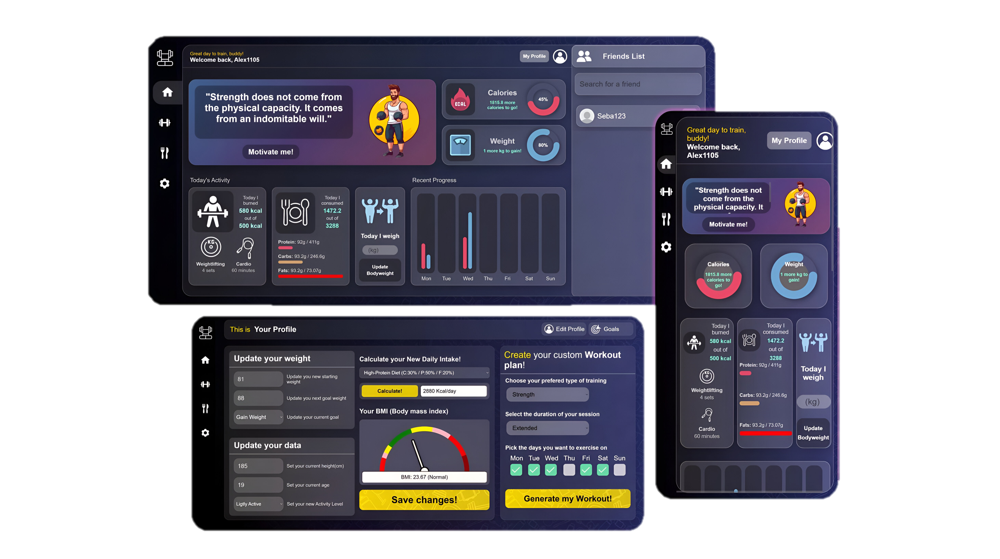 Great day to train, buddy!
Welcome back, Alex1105
My Profile
Friends List
Search for a friend
Seba123
"Strength does not come from
the physical capacity. It comes
from an indomitable will."
Motivate me!
Calories
1815.8 more
calories to go!
45%
KCAL
Weight
1 more kg to gain!
80%
Today's Activity
Today I
burned
580 kcal
out of
500 kcal
KG
Weightlifting
4 sets
Cardio
60 minutes
Today I
consumed
1472.2
out of
3288
Protein: 92g / 411g
Carbs: 93.2g / 246.6g
Fats: 93.2g / 73.07g
Today I weigh
(kg)
Update
Bodyweight
Recent Progress
Mon Tue Wed Thu Fri Sat Sun
This is Your Profile
Edit Profile
Goals
Update your weight
81
Update you new starting
weight
88
Update you next goal weight
Gain Weight
Update your current goal
Update your data
185
Set your current height(cm)
19
Set your current age
Ligtly Active
Set your new Activity Level
Calculate your New Daily Intake!
High-Protein Diet (C:30% / P:50% / F:20%)
Calculate!
2880 Kcal/day
Your BMI (Body mass index)
BMI: 23.67 (Normal)
Save changes!
Create your custom Workout
plan!
Choose your prefered type of training
Strength
Select the duration of your session
Extended
Pick the days you want to exercise on
Mon Tue Wed Thu Fri Sat Sun
Generate my Workout!
Great day to train,
buddy!
Welcome back,
Alex1105
My Profile
"Strength does not
come from the
physical capacity. It
Motivate me!
Calories
1815.8 more
calories to
go!
Weight
1 more kg to
gain!
Today I
burned
580 kcal
out of
500 kcal
KG
Weightlifting
4 sets
Cardio
60 minutes
Today I
consumed
1472.2
out of
3288
Protein: 92g / 411g
Carbs: 93.2g / 246.6g
Fats: 93.2g / 73.07g
Today I
weigh
(kg)
Update
Bodyweight